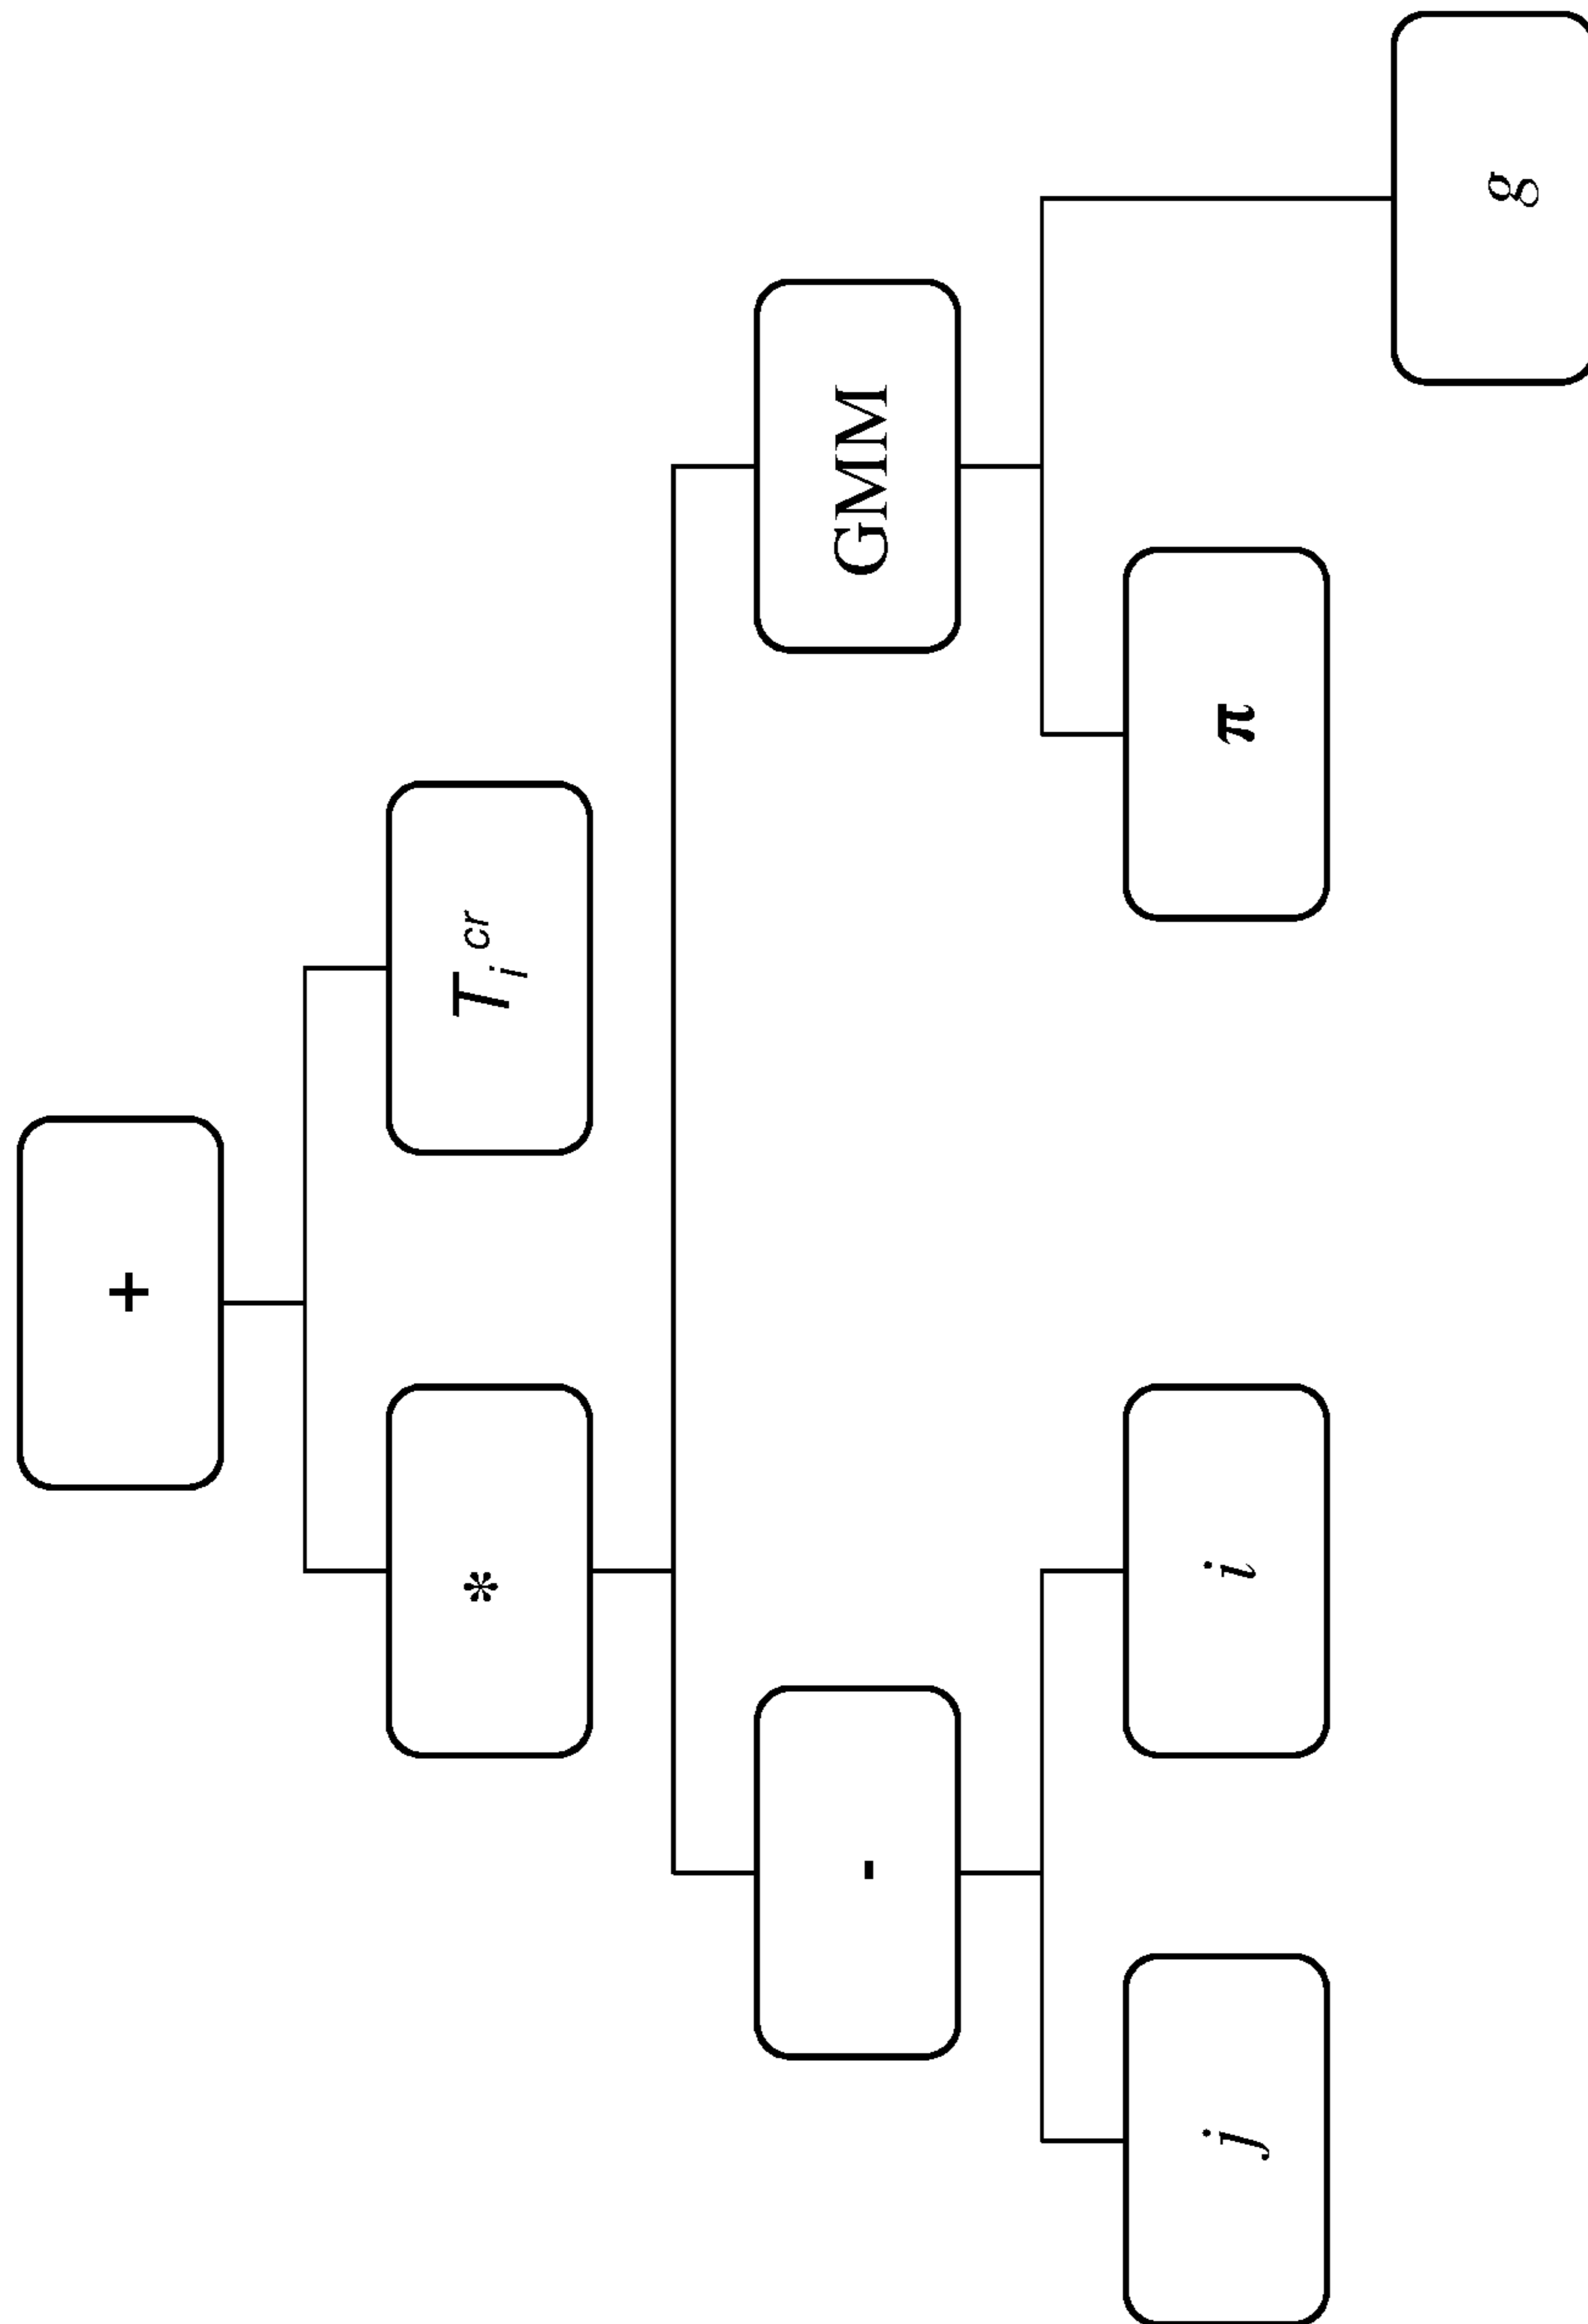 +
*
T_i^{cr}
-
GMM
j
i
π
g